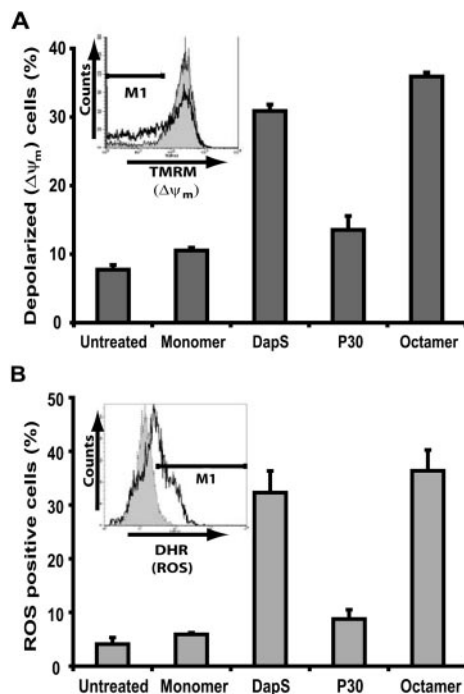 A
Depolarized (Δψm) cells (%)
40
30
20
10
0
Counts
M1
TMRM
(Δψm)
Untreated Monomer DapS P30 Octamer
B
ROS positive cells (%)
50
40
30
20
10
0
Counts
M1
DHR
(ROS)
Untreated Monomer DapS P30 Octamer